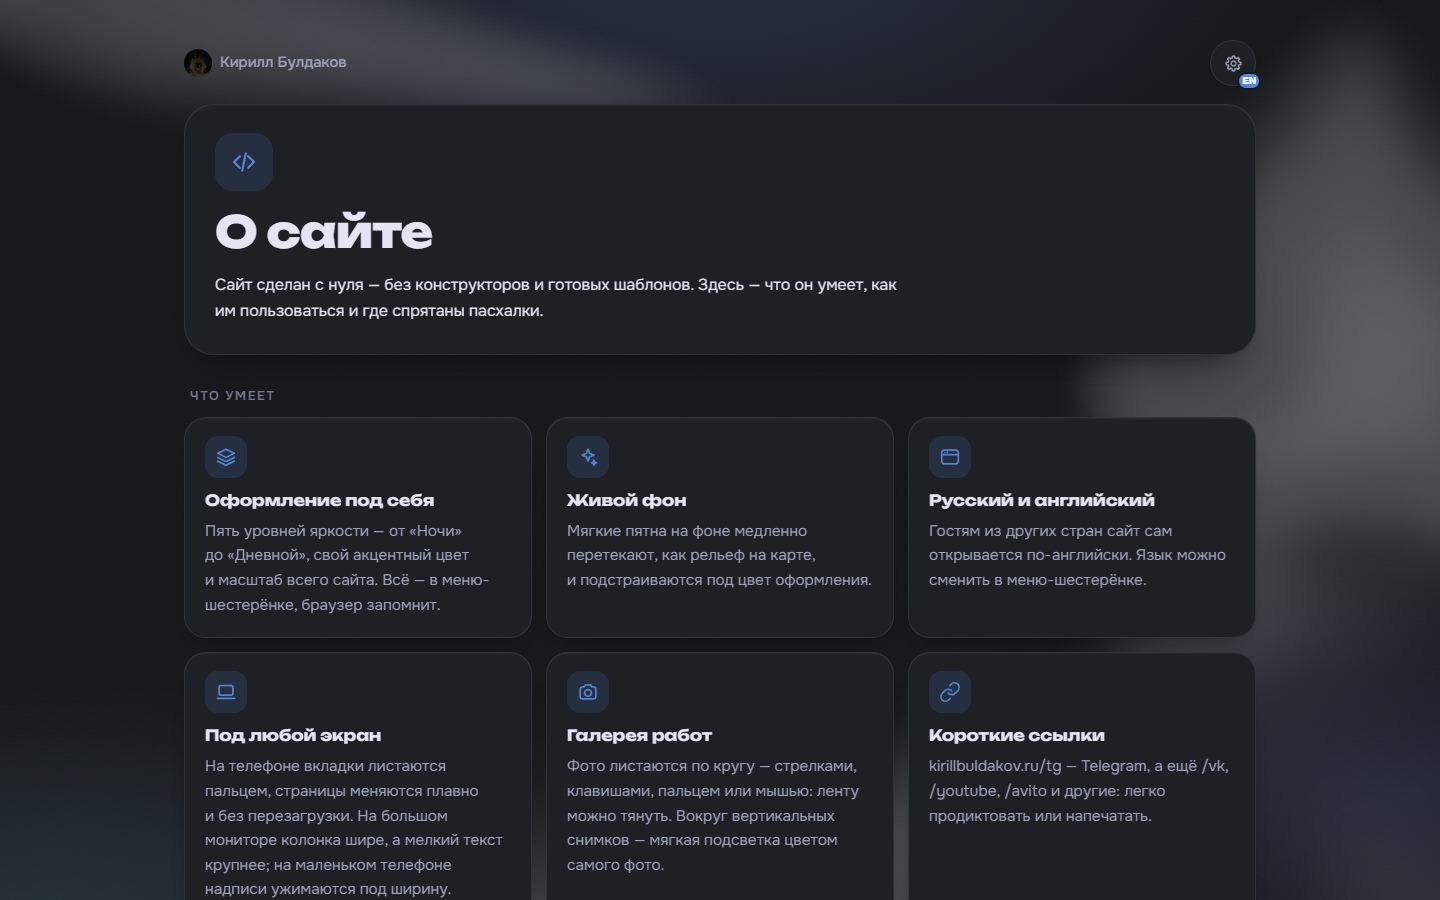 Кирилл Булдаков
EN
О сайте
Сайт сделан с нуля — без конструкторов и готовых шаблонов. Здесь — что он умеет, как
им пользоваться и где спрятаны пасхалки.
ЧТО УМЕЕТ
Оформление под себя
Пять уровней яркости — от «Ночи»
до «Дневной», свой акцентный цвет
и масштаб всего сайта. Всё — в меню-
шестерёнке, браузер запомнит.
Живой фон
Мягкие пятна на фоне медленно
перетекают, как рельеф на карте,
и подстраиваются под цвет оформления.
Русский и английский
Гостям из других стран сайт сам
открывается по-английски. Язык можно
сменить в меню-шестерёнке.
Под любой экран
На телефоне вкладки листаются
пальцем, страницы меняются плавно
и без перезагрузки. На большом
мониторе колонка шире, а мелкий текст
крупнее; на маленьком телефоне
надписи ужимаются под ширину.
Галерея работ
Фото листаются по кругу — стрелками,
клавишами, пальцем или мышью: ленту
можно тянуть. Вокруг вертикальных
снимков — мягкая подсветка цветом
самого фото.
Короткие ссылки
kirillbuldakov.ru/tg — Telegram, а ещё /vk,
/youtube, /avito и другие: легко
продиктовать или напечатать.